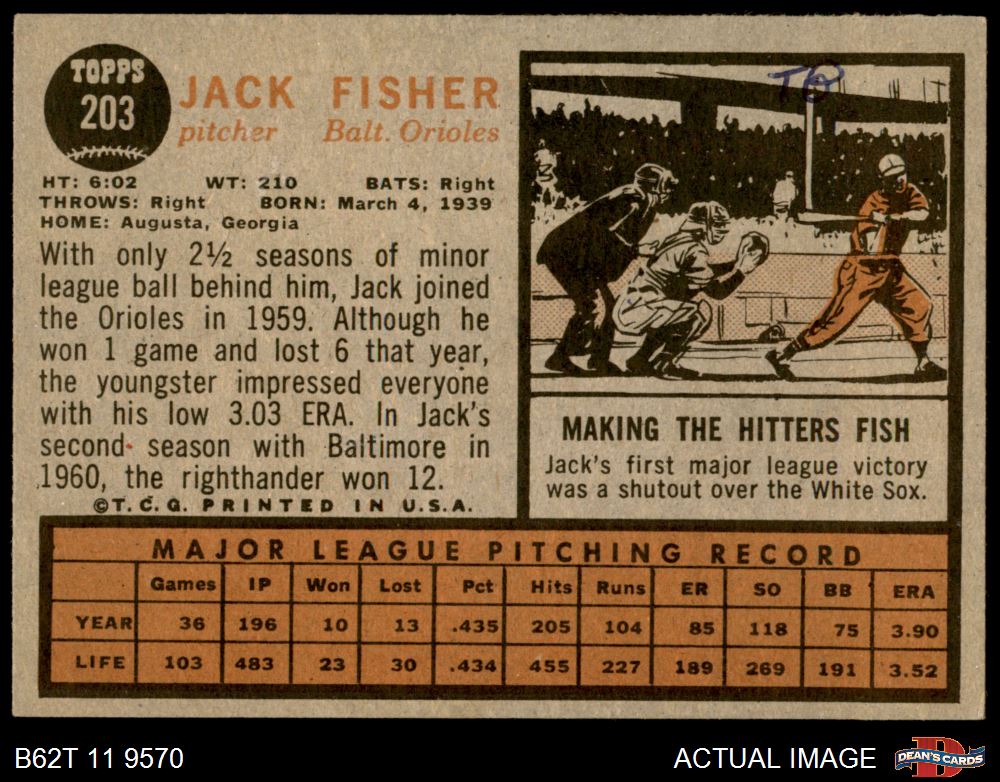 TOPPS
203
JACK FISHER
pitcher Balt. Orioles
HT: 6:02 WT: 210 BATS: Right
THROWS: Right BORN: March 4, 1939
HOME: Augusta, Georgia
With only 2½ seasons of minor
league ball behind him, Jack joined
the Orioles in 1959. Although he
won 1 game and lost 6 that year,
the youngster impressed everyone
with his low 3.03 ERA. In Jack's
second season with Baltimore in
1960, the righthander won 12.
©T.C.G. PRINTED IN U.S.A.
MAKING THE HITTERS FISH
Jack's first major league victory
was a shutout over the White Sox.
MAJOR LEAGUE PITCHING RECORD
Games IP Won Lost Pct Hits Runs ER SO BB ERA
YEAR 36 196 10 13 .435 205 104 85 118 75 3.90
LIFE 103 483 23 30 .434 455 227 189 269 191 3.52
B62T 11 9570
ACTUAL IMAGE
D
DEAN'S CARDS